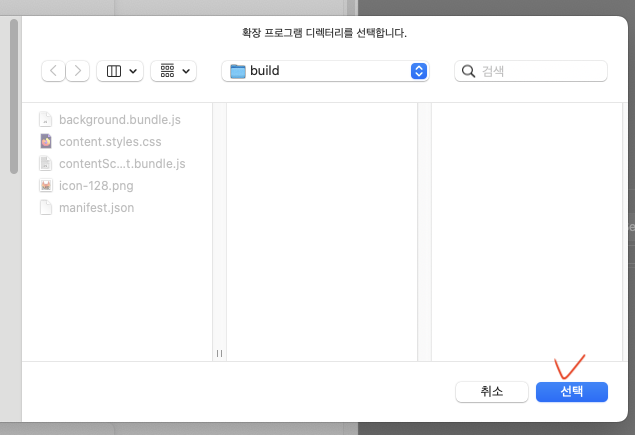 확장 프로그램 디렉터리를 선택합니다.
build
검색
background.bundle.js
content.styles.css
contentSc...t.bundle.js
icon-128.png
manifest.json
취소
선택